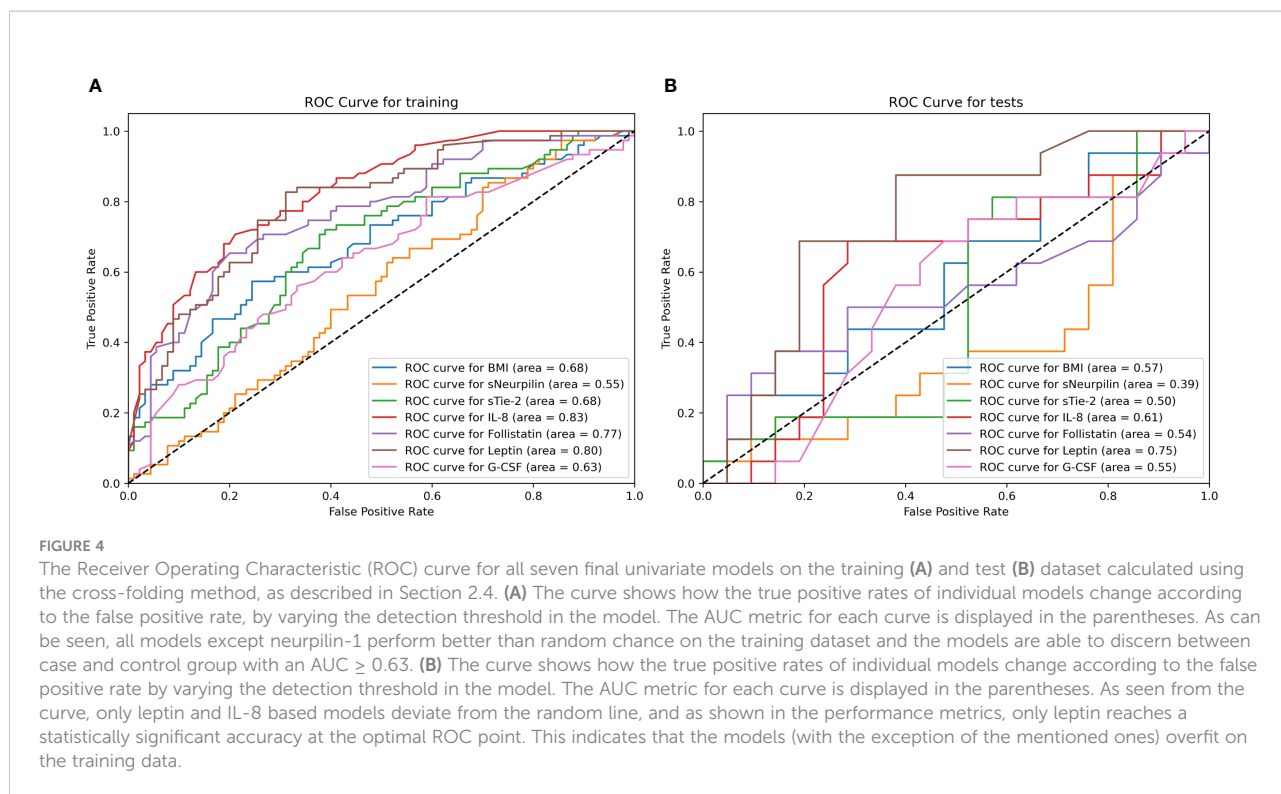 A
ROC Curve for training
True Positive Rate
1.0
0.8
0.6
0.4
0.2
0.0
ROC curve for BMI (area = 0.68)
ROC curve for sNeurpilin (area = 0.55)
ROC curve for sTie-2 (area = 0.68)
ROC curve for IL-8 (area = 0.83)
ROC curve for Follistatin (area = 0.77)
ROC curve for Leptin (area = 0.80)
ROC curve for G-CSF (area = 0.63)
0.0 0.2 0.4 0.6 0.8 1.0
False Positive Rate
B
ROC Curve for tests
True Positive Rate
1.0
0.8
0.6
0.4
0.2
0.0
ROC curve for BMI (area = 0.57)
ROC curve for sNeurpilin (area = 0.39)
ROC curve for sTie-2 (area = 0.50)
ROC curve for IL-8 (area = 0.61)
ROC curve for Follistatin (area = 0.54)
ROC curve for Leptin (area = 0.75)
ROC curve for G-CSF (area = 0.55)
0.0 0.2 0.4 0.6 0.8 1.0
False Positive Rate
FIGURE 4
The Receiver Operating Characteristic (ROC) curve for all seven final univariate models on the training (A) and test (B) dataset calculated using
the cross-folding method, as described in Section 2.4. (A) The curve shows how the true positive rates of individual models change according
to the false positive rate, by varying the detection threshold in the model. The AUC metric for each curve is displayed in the parentheses. As can
be seen, all models except neurpilin-1 perform better than random chance on the training dataset and the models are able to discern between
case and control group with an AUC ≥ 0.63. (B) The curve shows how the true positive rates of individual models change according to the false
positive rate by varying the detection threshold in the model. The AUC metric for each curve is displayed in the parentheses. As seen from the
curve, only leptin and IL-8 based models deviate from the random line, and as shown in the performance metrics, only leptin reaches a
statistically significant accuracy at the optimal ROC point. This indicates that the models (with the exception of the mentioned ones) overfit on
the training data.